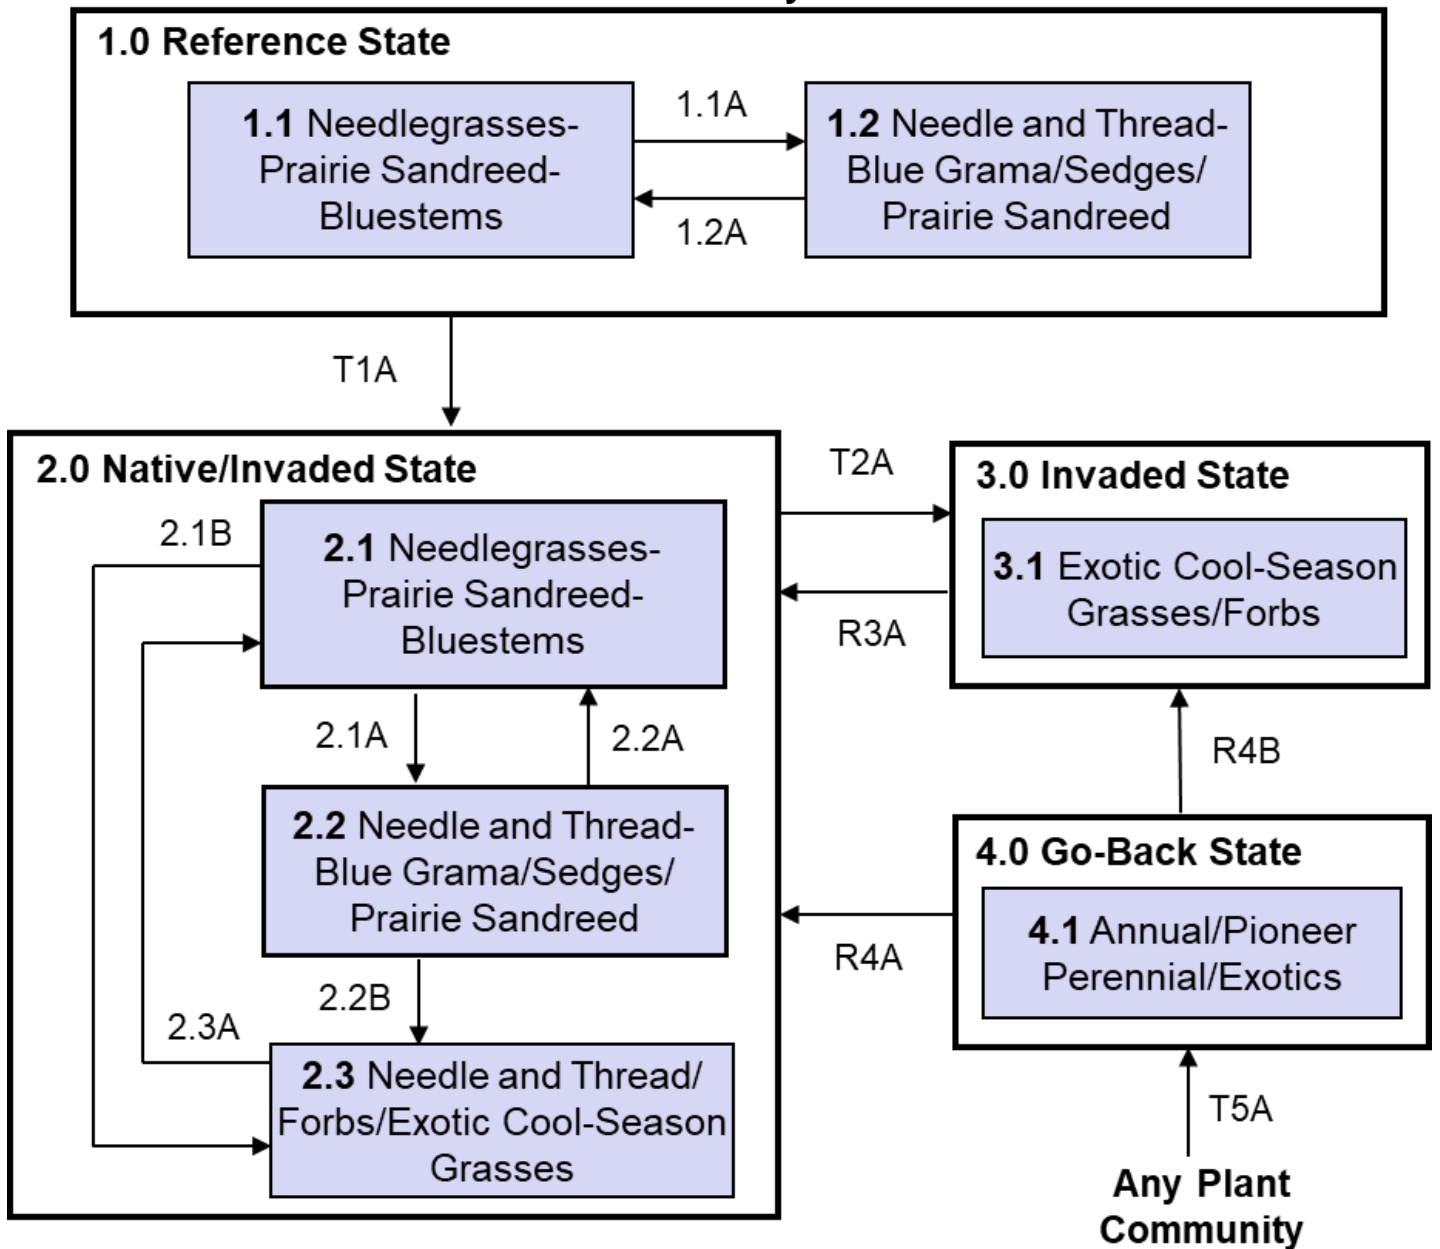 1.0 Reference State
1.1 Needlegrasses-
Prairie Sandreed-
Bluestems
1.1A
1.2A
1.2 Needle and Thread-
Blue Grama/Sedges/
Prairie Sandreed
T1A
2.0 Native/Invaded State
2.1B
2.1 Needlegrasses-
Prairie Sandreed-
Bluestems
2.1A
2.2A
2.2 Needle and Thread-
Blue Grama/Sedges/
Prairie Sandreed
2.2B
2.3A
2.3 Needle and Thread/
Forbs/Exotic Cool-Season
Grasses
T2A
R3A
3.0 Invaded State
3.1 Exotic Cool-Season
Grasses/Forbs
R4B
4.0 Go-Back State
4.1 Annual/Pioneer
Perennial/Exotics
R4A
T5A
Any Plant
Community